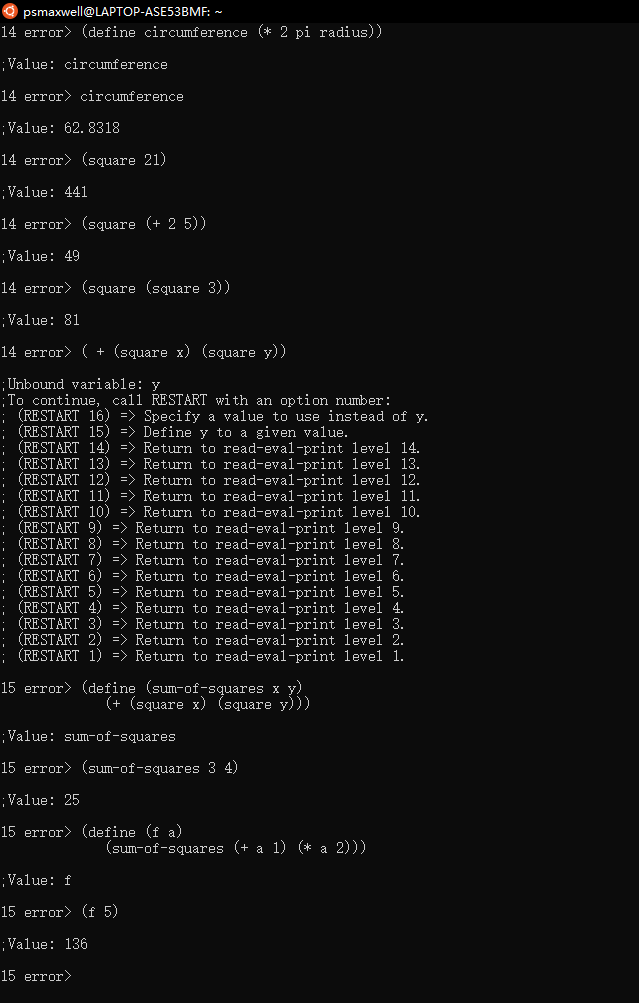 psmaxwell@LAPTOP-ASE53BMF: ~
14 error> (define circumference (* 2 pi radius))
;Value: circumference
14 error> circumference
;Value: 62.8318
14 error> (square 21)
;Value: 441
14 error> (square (+ 2 5))
;Value: 49
14 error> (square (square 3))
;Value: 81
14 error> ( + (square x) (square y))
;Unbound variable: y
;To continue, call RESTART with an option number:
; (RESTART 16) => Specify a value to use instead of y.
; (RESTART 15) => Define y to a given value.
; (RESTART 14) => Return to read-eval-print level 14.
; (RESTART 13) => Return to read-eval-print level 13.
; (RESTART 12) => Return to read-eval-print level 12.
; (RESTART 11) => Return to read-eval-print level 11.
; (RESTART 10) => Return to read-eval-print level 10.
; (RESTART 9) => Return to read-eval-print level 9.
; (RESTART 8) => Return to read-eval-print level 8.
; (RESTART 7) => Return to read-eval-print level 7.
; (RESTART 6) => Return to read-eval-print level 6.
; (RESTART 5) => Return to read-eval-print level 5.
; (RESTART 4) => Return to read-eval-print level 4.
; (RESTART 3) => Return to read-eval-print level 3.
; (RESTART 2) => Return to read-eval-print level 2.
; (RESTART 1) => Return to read-eval-print level 1.
15 error> (define (sum-of-squares x y)
(+ (square x) (square y)))
;Value: sum-of-squares
15 error> (sum-of-squares 3 4)
;Value: 25
15 error> (define (f a)
(sum-of-squares (+ a 1) (* a 2)))
;Value: f
15 error> (f 5)
;Value: 136
15 error>